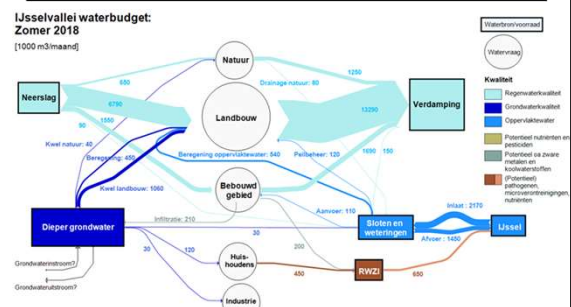 IJsselvallei waterbudget:
Zomer 2018
[1000 m3/maand]
Waterbron/voorraad
Watervraag
Kwaliteit
Regenwaterkwaliteit
Grondwaterkwaliteit
Oppervlaktewater
Potentieel nutriënten en
pesticiden
Potentieel oa zware
metalen en
koolwaterstoffen
(Potentieel)
pathogenen,
microverontreinigingen,
nutriënten
Natuur
650
Drainage natuur: 60
1250
Neerslag
6790
Landbouw
13290
Verdamping
90
1550
Kwel natuur: 40
Beregening: 450
Beregening oppervlaktewater: 540
Peilbeheer: 120
1690
150
Kwel landbouw: 1060
Bebouwd
gebied
Infiltratie: 210
Aanvoer: 110
Dieper grondwater
30
Sloten en
weteringen
Inlaat : 2170
Afvoer : 1450
IJssel
30
120
200
Huis-
houdens
450
RWZI
650
Grondwaterinstroom?
Grondwateruitstroom?
Industrie